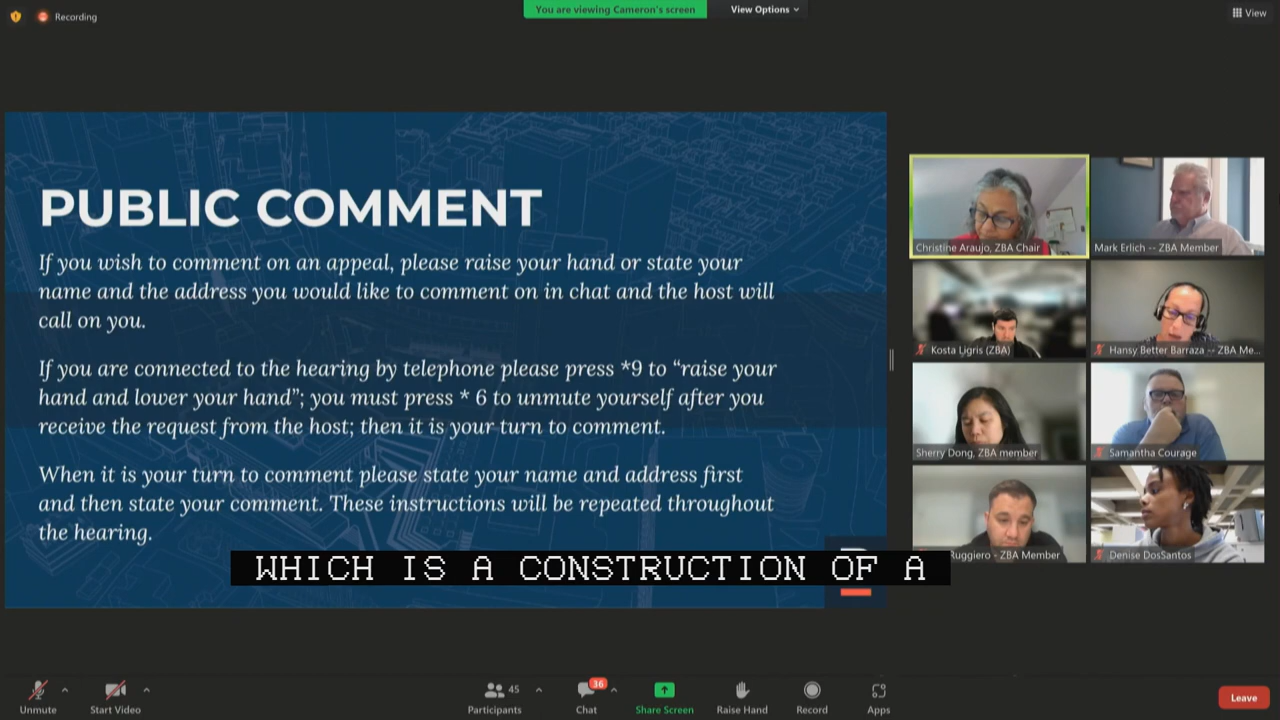 Recording
You are viewing Cameron's screen
View Options
View
PUBLIC COMMENT
If you wish to comment on an appeal, please raise your hand or state your
name and the address you would like to comment on in chat and the host will
call on you.
If you are connected to the hearing by telephone please press *9 to “raise your
hand and lower your hand”; you must press * 6 to unmute yourself after you
receive the request from the host; then it is your turn to comment.
When it is your turn to comment please state your name and address first
and then state your comment. These instructions will be repeated throughout
the hearing.
WHICH IS A CONSTRUCTION OF A
Christine Araujo, ZBA Chair
Mark Erlich -- ZBA Member
Kosta Ligris (ZBA)
Hansy Better Barraza -- ZBA Me...
Sherry Dong, ZBA member
Samantha Courage
Ruggiero - ZBA Member
Denise DosSantos
Unmute
Start Video
45
Participants
36
Chat
Share Screen
Raise Hand
Record
Apps
Leave